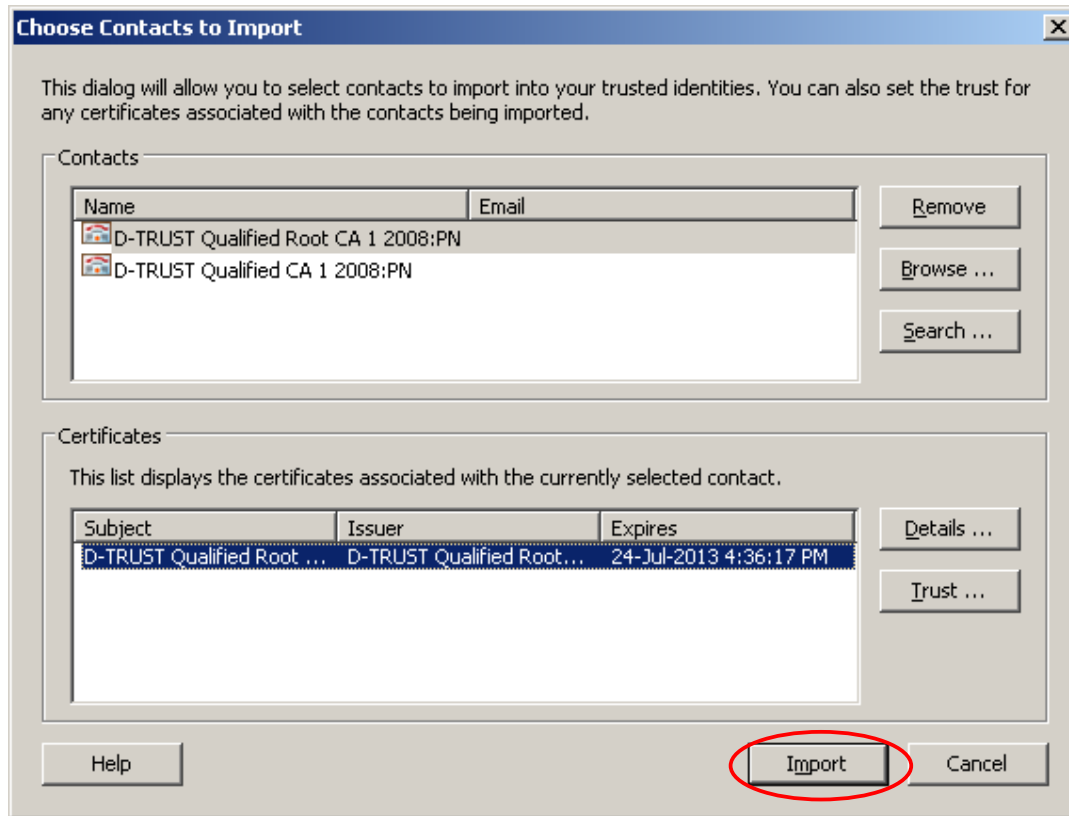 Choose Contacts to Import
This dialog will allow you to select contacts to import into your trusted identities. You can also set the trust for
any certificates associated with the contacts being imported.
Contacts
Name Email
D-TRUST Qualified Root CA 1 2008:PN
D-TRUST Qualified CA 1 2008:PN
Remove
Browse ...
Search ...
Certificates
This list displays the certificates associated with the currently selected contact.
Subject Issuer Expires
D-TRUST Qualified Root ... D-TRUST Qualified Root... 24-Jul-2013 4:36:17 PM
Details ...
Trust ...
Help Import Cancel